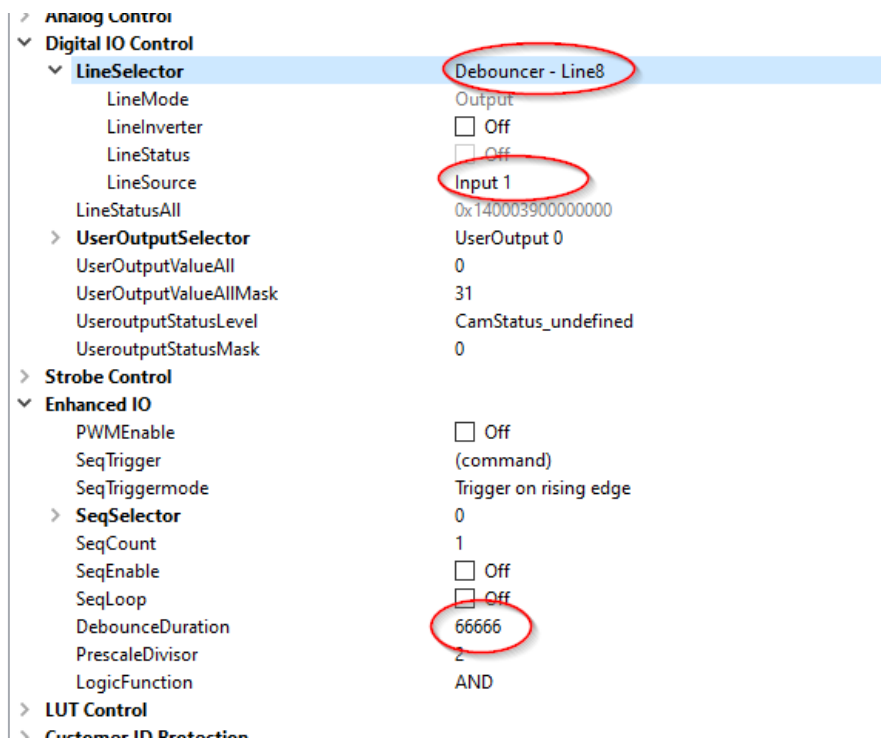 Analog Control
Digital IO Control
LineSelector Debouncer - Line8
LineMode Output
LineInverter Off
LineStatus Off
LineSource Input 1
LineStatusAll 0x140003900000000
UserOutputSelector UserOutput 0
UserOutputValueAll 0
UserOutputValueAllMask 31
UseroutputStatusLevel CamStatus_undefined
UseroutputStatusMask 0
Strobe Control
Enhanced IO
PWMEnable Off
SeqTrigger (command)
SeqTriggermode Trigger on rising edge
SeqSelector 0
SeqCount 1
SeqEnable Off
SeqLoop Off
DebounceDuration 66666
PrescaleDivisor 2
LogicFunction AND
LUT Control
Customer ID Protection